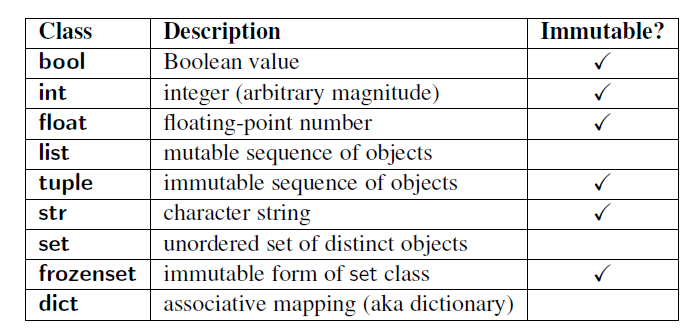 Class Description Immutable?
bool Boolean value ✓
int integer (arbitrary magnitude) ✓
float floating-point number ✓
list mutable sequence of objects
tuple immutable sequence of objects ✓
str character string ✓
set unordered set of distinct objects
frozenset immutable form of set class ✓
dict associative mapping (aka dictionary)